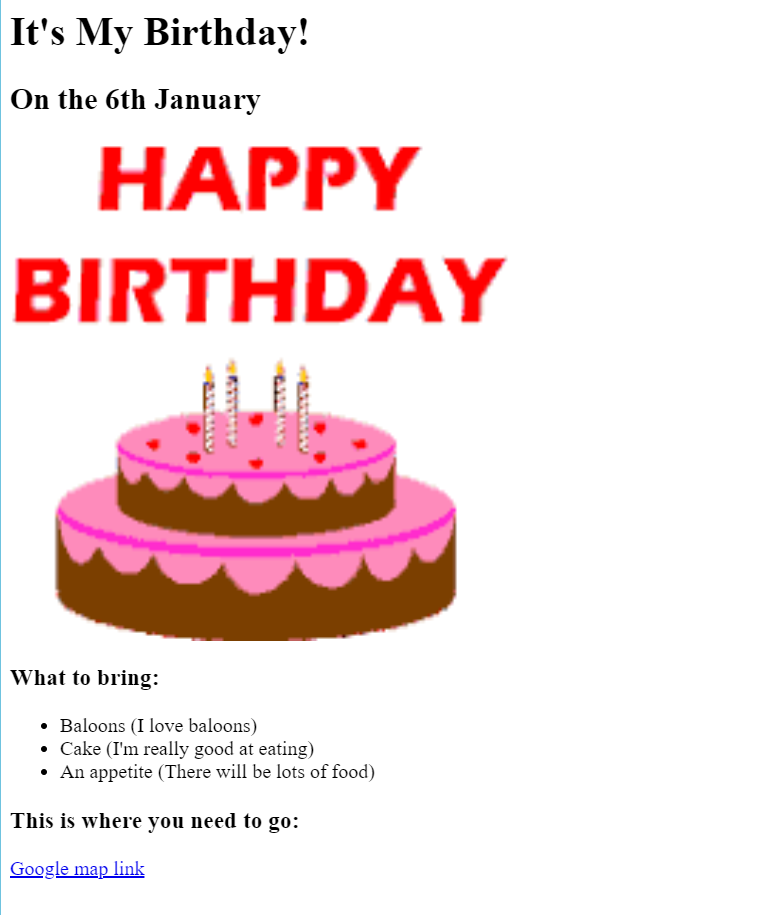 It's My Birthday!
On the 6th January
HAPPY
BIRTHDAY
What to bring:
Baloons (I love baloons)
Cake (I'm really good at eating)
An appetite (There will be lots of food)
This is where you need to go:
Google map link